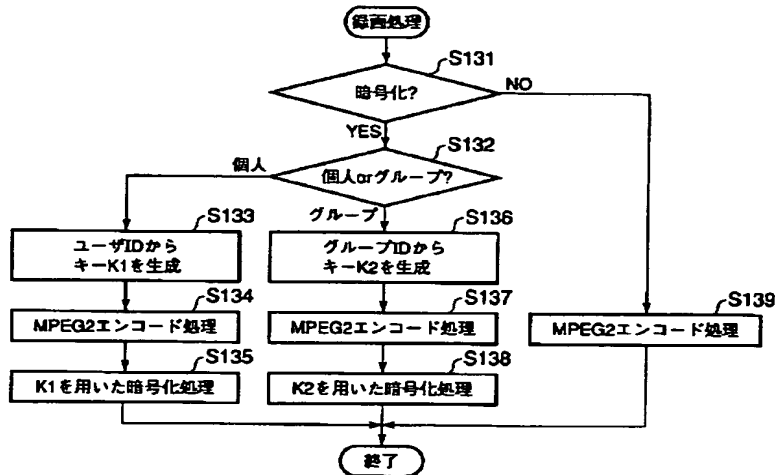 録画処理
S131
暗号化?
NO
YES
S132
個人
個人orグループ?
グループ
S133
ユーザIDから
キーK1を生成
S136
グループIDから
キーK2を生成
S134
MPEG2エンコード処理
S137
MPEG2エンコード処理
S139
MPEG2エンコード処理
S135
K1を用いた暗号化処理
S138
K2を用いた暗号化処理
終了